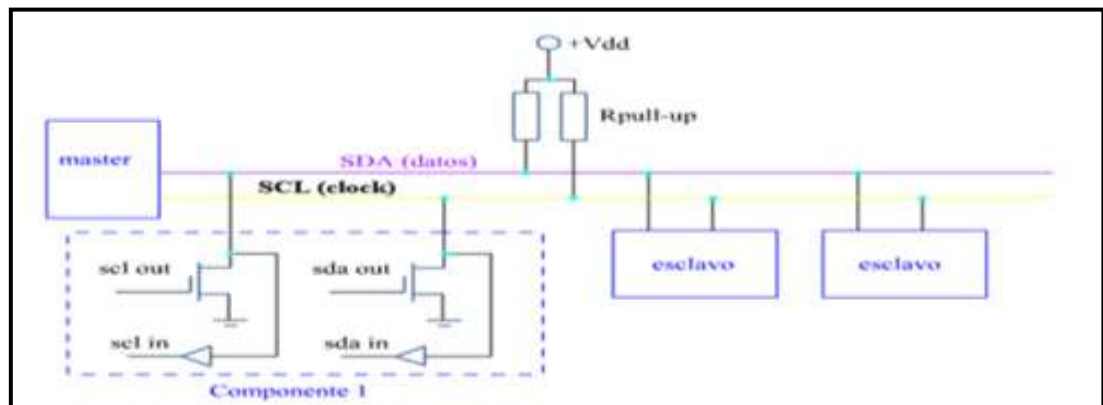 +Vdd
Rpull-up
master
SDA (datos)
SCL (clock)
scl out
sda out
esclavo
esclavo
scl in
sda in
Componente 1